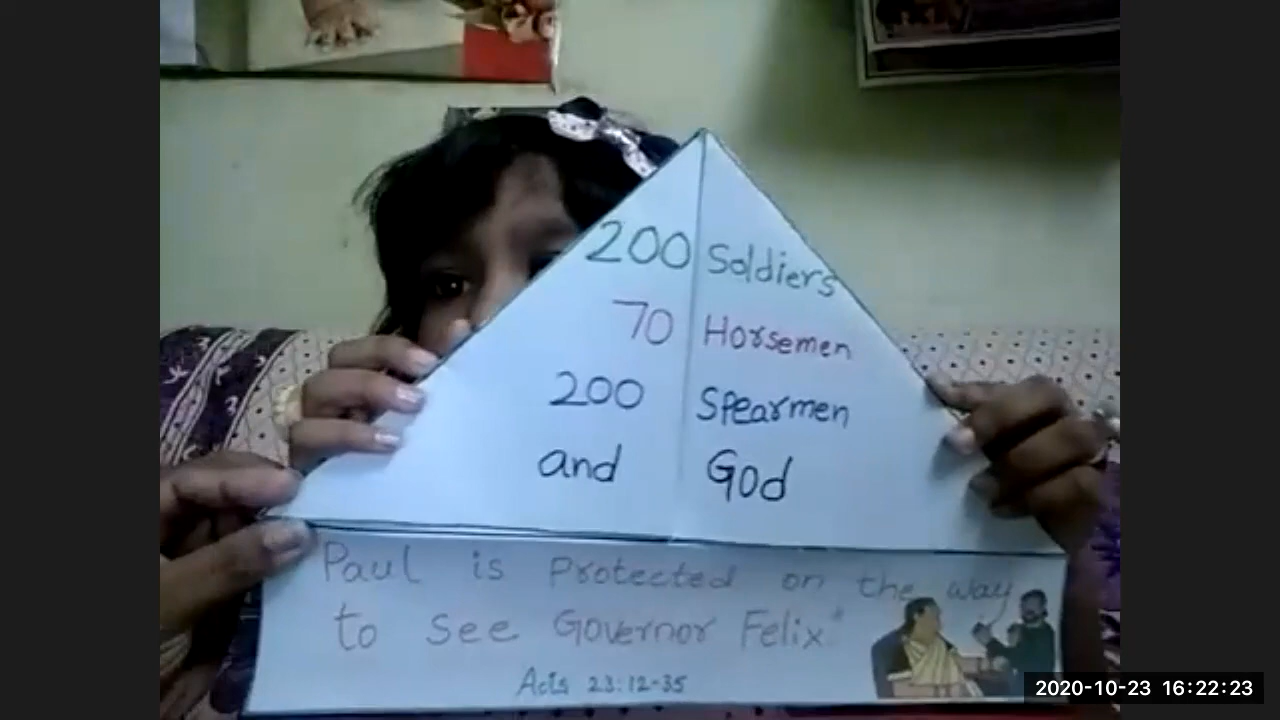 200 Soldiers
70 Horsemen
200 Spearmen
and God
Paul is protected on the way
to see Governor Felix"
Acts 23:12-35
2020-10-23 16:22:23